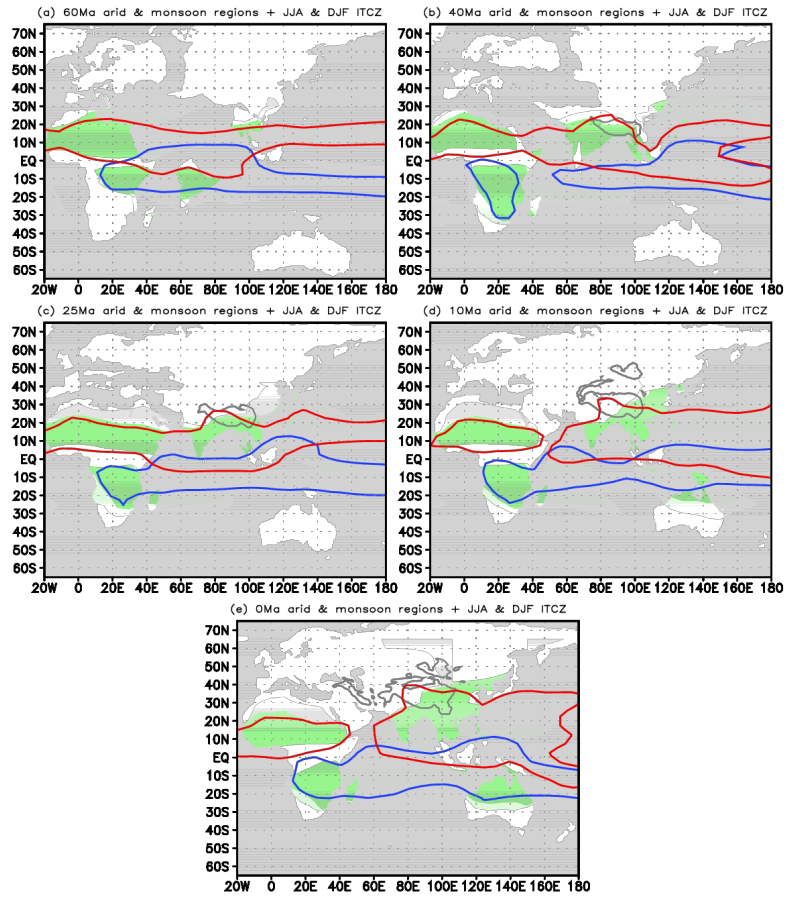 (a) 60Ma arid & monsoon regions + JJA & DJF ITCZ
70N
60N
50N
40N
30N
20N
10N
EQ
10S
20S
30S
40S
50S
60S
20W 0 20E 40E 60E 80E 100E 120E 140E 160E 180
(b) 40Ma arid & monsoon regions + JJA & DJF ITCZ
70N
60N
50N
40N
30N
20N
10N
EQ
10S
20S
30S
40S
50S
60S
20W 0 20E 40E 60E 80E 100E 120E 140E 160E 180
(c) 25Ma arid & monsoon regions + JJA & DJF ITCZ
70N
60N
50N
40N
30N
20N
10N
EQ
10S
20S
30S
40S
50S
60S
20W 0 20E 40E 60E 80E 100E 120E 140E 160E 180
(d) 10Ma arid & monsoon regions + JJA & DJF ITCZ
70N
60N
50N
40N
30N
20N
10N
EQ
10S
20S
30S
40S
50S
60S
20W 0 20E 40E 60E 80E 100E 120E 140E 160E 180
(e) 0Ma arid & monsoon regions + JJA & DJF ITCZ
70N
60N
50N
40N
30N
20N
10N
EQ
10S
20S
30S
40S
50S
60S
20W 0 20E 40E 60E 80E 100E 120E 140E 160E 180